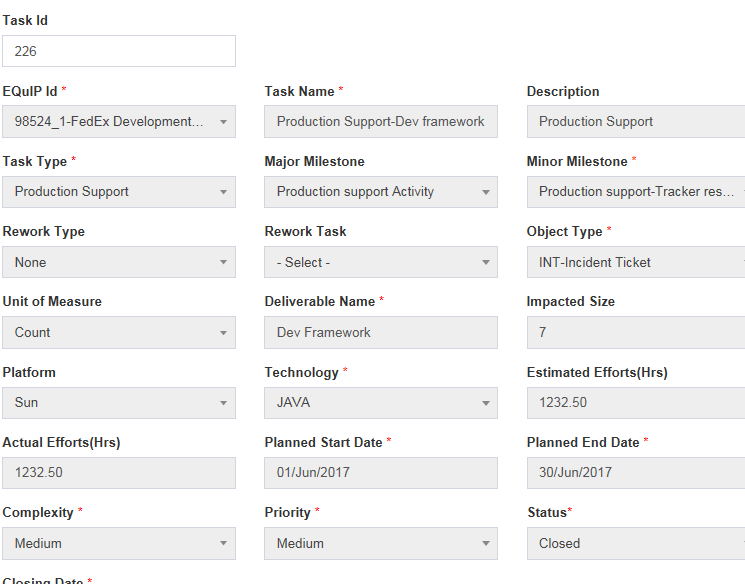 Task Id
226
EQuIP Id * Task Name * Description
98524_1-FedEx Development... Production Support-Dev framework Production Support
Task Type * Major Milestone Minor Milestone *
Production Support Production support Activity Production support-Tracker res...
Rework Type Rework Task Object Type *
None - Select - INT-Incident Ticket
Unit of Measure Deliverable Name * Impacted Size
Count Dev Framework 7
Platform Technology * Estimated Efforts(Hrs)
Sun JAVA 1232.50
Actual Efforts(Hrs) Planned Start Date * Planned End Date *
1232.50 01/Jun/2017 30/Jun/2017
Complexity * Priority * Status*
Medium Medium Closed
Closing Date *